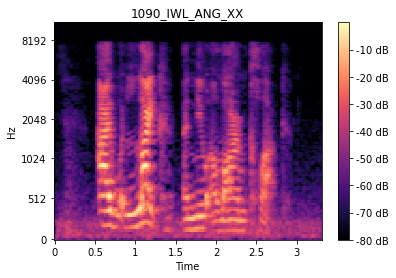 1090_IWL_ANG_XX
8192
4096
2048
1024
512
0
Hz
0 0.5 1 1.5 2 2.5 3
Time
-10 dB
-20 dB
-30 dB
-40 dB
-50 dB
-60 dB
-70 dB
-80 dB